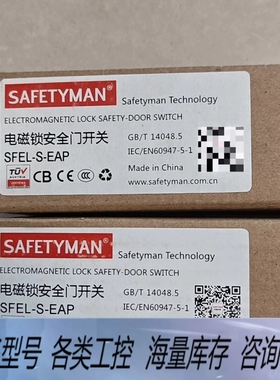 SAFETYMAN Safetyman Technology
ELECTROMAGNETIC LOCK SAFETY-DOOR SWITCH
电磁锁安全门开关 GB/T 14048.5
SFEL-S-EAP IEC/EN60947-5-1
Made in China
TÜV CB CE CCC www.safetyman.com.cn
SAFETYMAN Safetyman Technology
ELECTROMAGNETIC LOCK SAFETY-DOOR SWITCH
电磁锁安全门开关 GB/T 14048.5
SFEL-S-EAP IEC/EN60947-5-1
型号 各类工控 海量库存 咨询